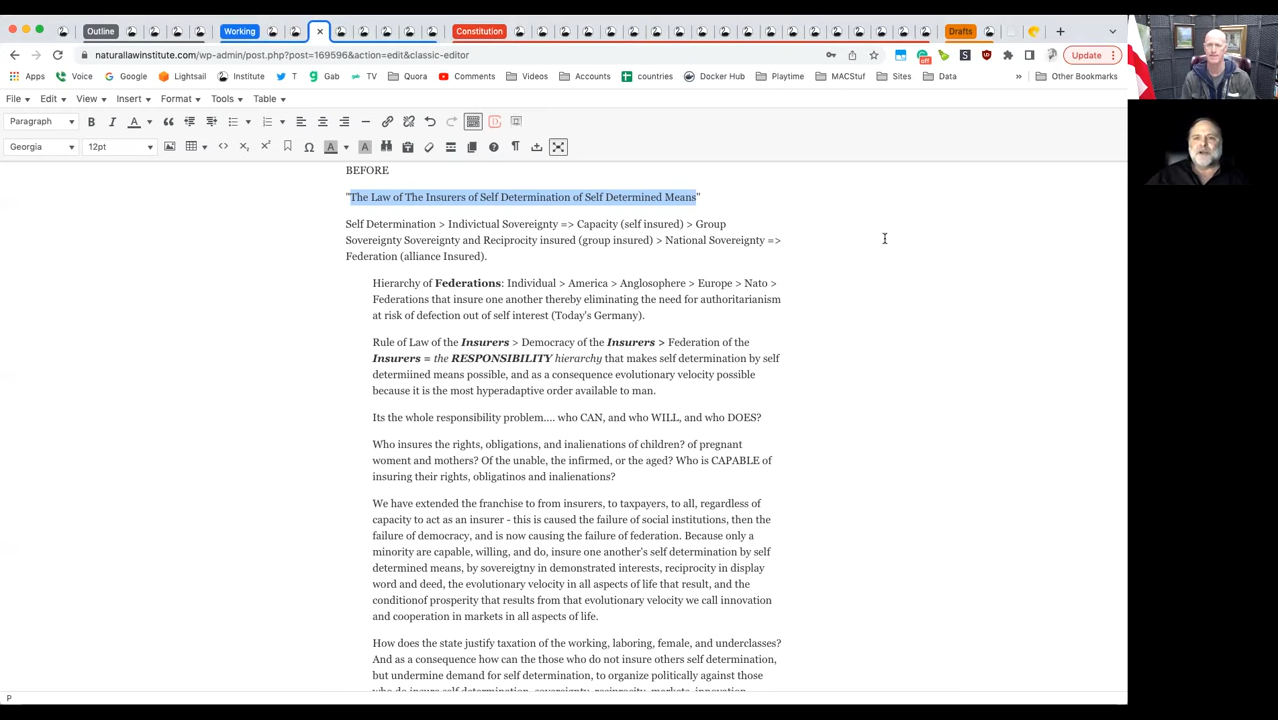 Outline
Working
Constitution
Drafts
naturallawinstitute.com/wp-admin/post.php?post=169596&action=edit&classic-editor
Update
Apps Voice Google Lightsail Institute T Gab TV Quora Comments Videos Accounts countries Docker Hub Playtime MACStuf Sites Data » Other Bookmarks
File Edit View Insert Format Tools Table
Paragraph B I A
Georgia 12pt
BEFORE
"The Law of The Insurers of Self Determination of Self Determined Means"
Self Determination > Indivictual Sovereignty => Capacity (self insured) > Group
Sovereignty Sovereignty and Reciprocity insured (group insured) > National Sovereignty =>
Federation (alliance Insured).
Hierarchy of Federations: Individual > America > Anglosphere > Europe > Nato >
Federations that insure one another thereby eliminating the need for authoritarianism
at risk of defection out of self interest (Today's Germany).
Rule of Law of the Insurers > Democracy of the Insurers > Federation of the
Insurers = the RESPONSIBILITY hierarchy that makes self determination by self
determiined means possible, and as a consequence evolutionary velocity possible
because it is the most hyperadaptive order available to man.
Its the whole responsibility problem.... who CAN, and who WILL, and who DOES?
Who insures the rights, obligations, and inalienations of children? of pregnant
woment and mothers? Of the unable, the infirmed, or the aged? Who is CAPABLE of
insuring their rights, obligatinos and inalienations?
We have extended the franchise to from insurers, to taxpayers, to all, regardless of
capacity to act as an insurer - this is caused the failure of social institutions, then the
failure of democracy, and is now causing the failure of federation. Because only a
minority are capable, willing, and do, insure one another's self determination by self
determined means, by sovereigtny in demonstrated interests, reciprocity in display
word and deed, the evolutionary velocity in all aspects of life that result, and the
conditionof prosperity that results from that evolutionary velocity we call innovation
and cooperation in markets in all aspects of life.
How does the state justify taxation of the working, laboring, female, and underclasses?
And as a consequence how can the those who do not insure others self determination,
but undermine demand for self determination, to organize politically against those
who do insure self determination, sovereignty, reciprocity, markets, innovation
P